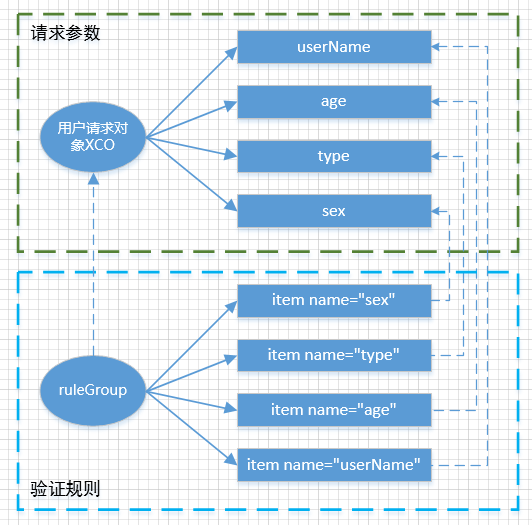 请求参数
userName
age
用户请求对
象XCO
type
sex
item name="sex"
item name="type"
ruleGroup
item name="age"
item name="userName"
验证规则